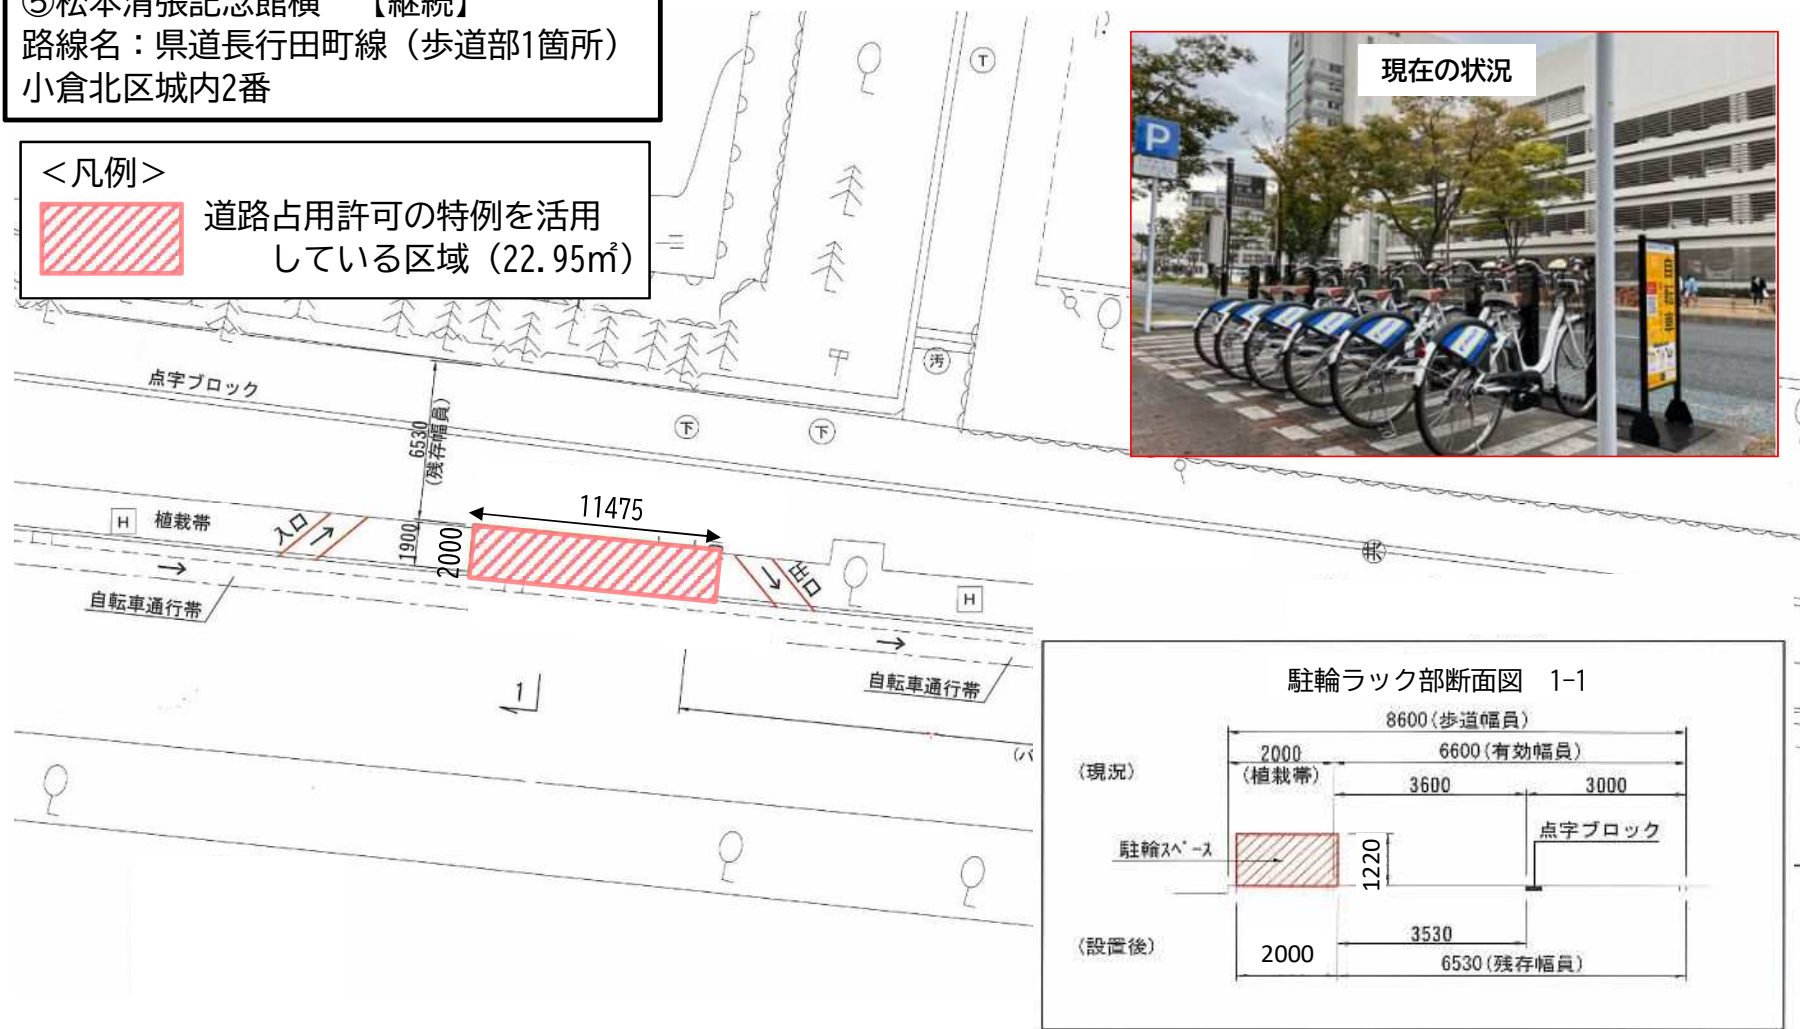 ⑤松本清張記念館横 【継続】
路線名：県道長行田町線（歩道部1箇所）
小倉北区城内2番
＜凡例＞
道路占用許可の特例を活用
している区域（22.95㎡）
現在の状況
P
T
汚
下
下
共
点字ブロック
6530
(残存幅員)
11475
1900
2000
H
植栽帯
入口
出口
H
自転車通行帯
自転車通行帯
1
(バ
駐輪ラック部断面図 1-1
8600(歩道幅員)
(現況)
2000
(植栽帯)
6600(有効幅員)
3600
3000
駐輪スペース
1220
点字ブロック
(設置後)
2000
3530
6530(残存幅員)